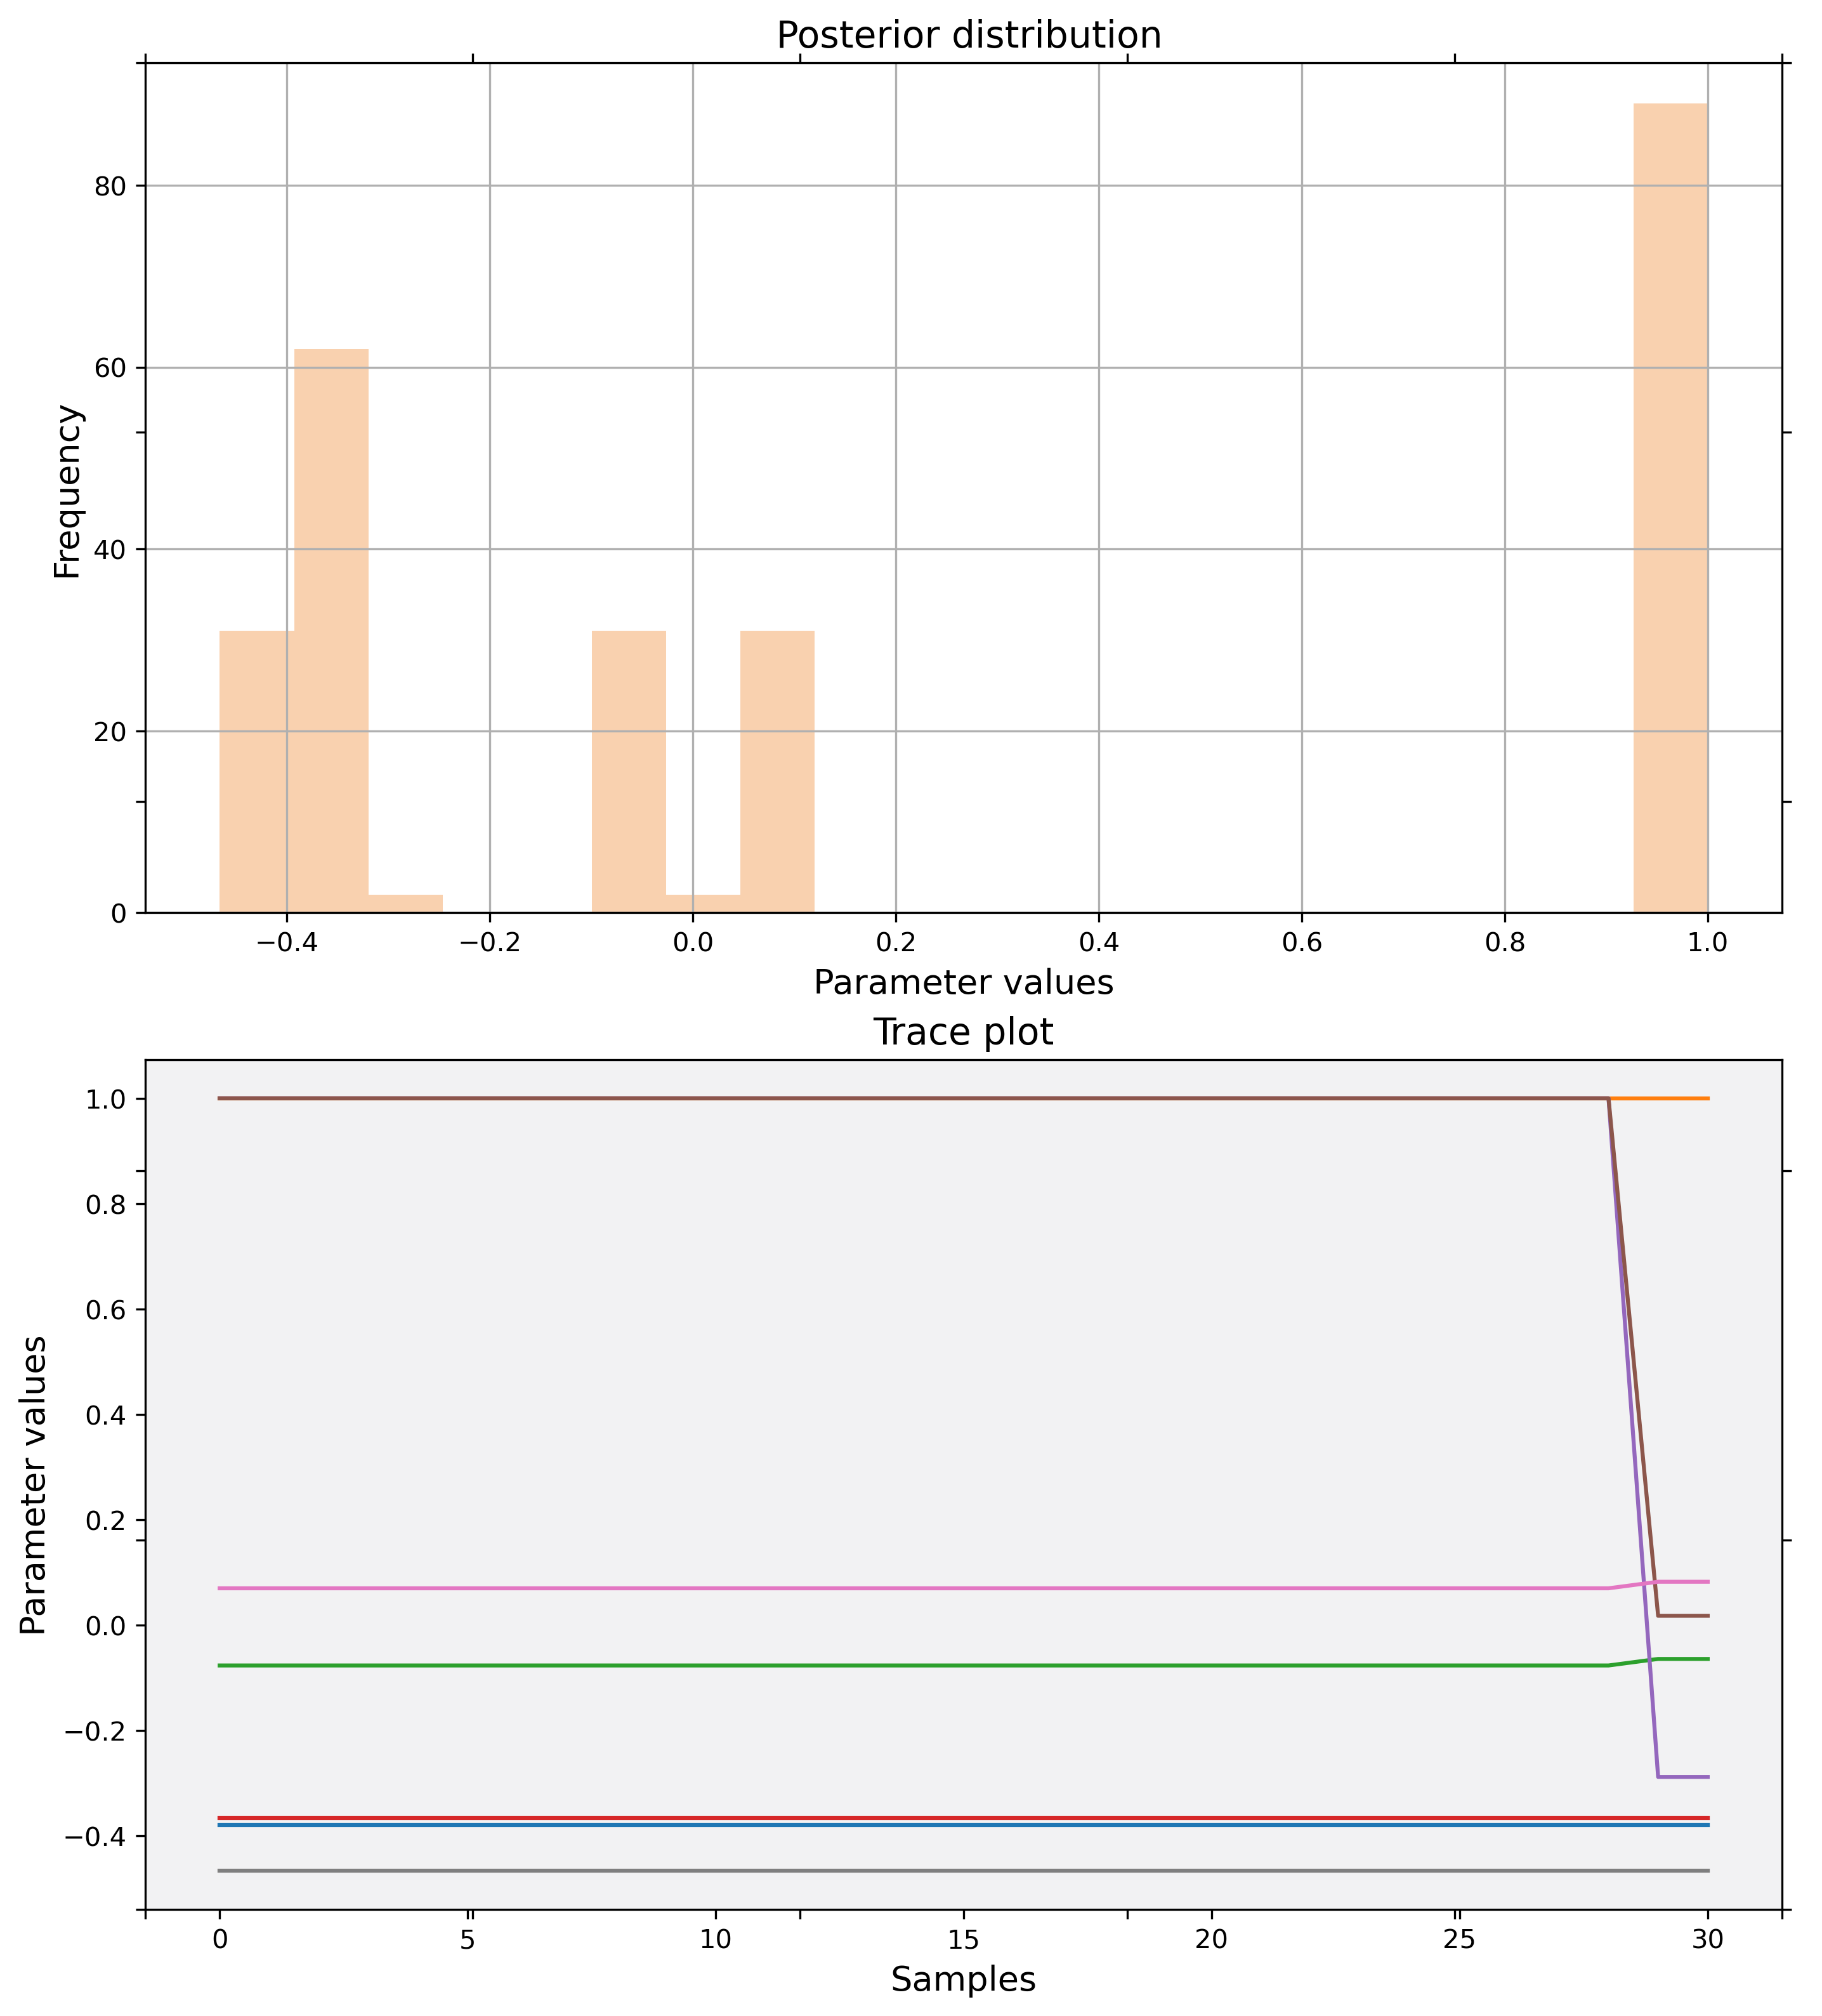 Posterior distribution
80
60
40
20
0
Frequency
−0.4 −0.2 0.0 0.2 0.4 0.6 0.8 1.0
Parameter values
Trace plot
1.0
0.8
0.6
0.4
0.2
0.0
−0.2
−0.4
Parameter values
0 5 10 15 20 25 30
Samples